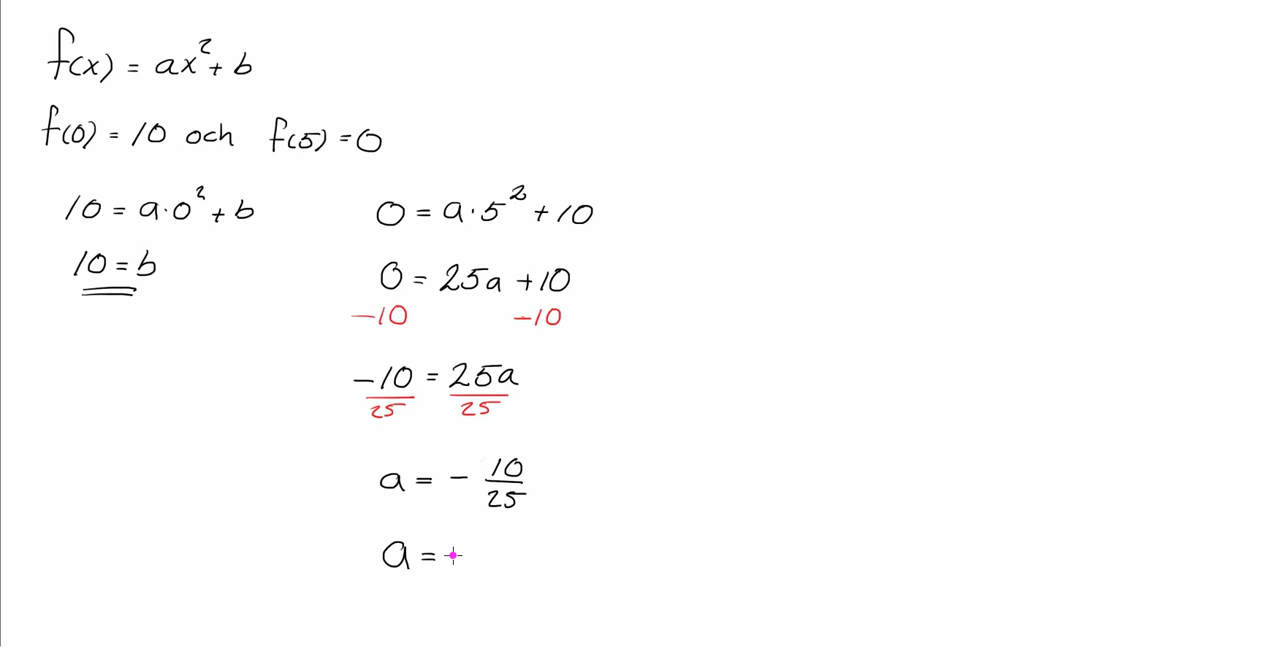 f(x) = ax² + b
f(0) = 10 och f(5) = 0
10 = a·0² + b
10 = b
0 = a·5² + 10
0 = 25a + 10
-10 -10
-10/25 = 25a/25
a = - 10/25
a =